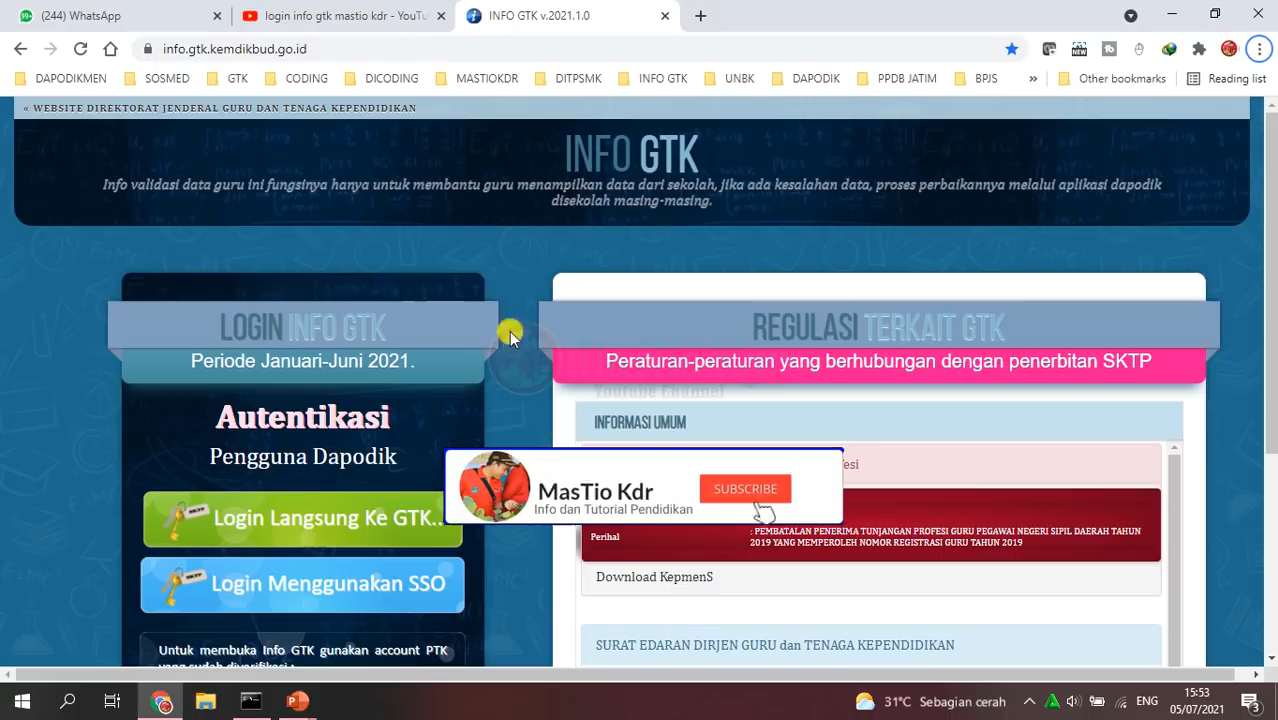 (244) WhatsApp
login info gtk mastio kdr - YouTu
INFO GTK v.2021.1.0
info.gtk.kemdikbud.go.id
DAPODIKMEN
SOSMED
GTK
CODING
DICODING
MASTIOKDR
DITPSMK
INFO GTK
UNBK
DAPODIK
PPDB JATIM
BPJS
»
Other bookmarks
Reading list
« WEBSITE DIREKTORAT JENDERAL GURU DAN TENAGA KEPENDIDIKAN
INFO GTK
Info validasi data guru ini fungsinya hanya untuk membantu guru menampilkan data dari sekolah, jika ada kesalahan data, proses perbaikannya melalui aplikasi dapodik
disekolah masing-masing.
LOGIN INFO GTK
Periode Januari-Juni 2021.
Autentikasi
Pengguna Dapodik
Login Langsung Ke GTK...
Login Menggunakan SSO
Untuk membuka Info GTK gunakan account PTK
yang sudah diverifikasi :
REGULASI TERKAIT GTK
Peraturan-peraturan yang berhubungan dengan penerbitan SKTP
Youtube Channel
INFORMASI UMUM
esi
MasTio Kdr
Info dan Tutorial Pendidikan
SUBSCRIBE
Perihal
: PEMBATALAN PENERIMA TUNJANGAN PROFESI GURU PEGAWAI NEGERI SIPIL DAERAH TAHUN
2019 YANG MEMPEROLEH NOMOR REGISTRASI GURU TAHUN 2019
Download KepmenS
SURAT EDARAN DIRJEN GURU dan TENAGA KEPENDIDIKAN
31°C Sebagian cerah
ENG
15:53
05/07/2021
3